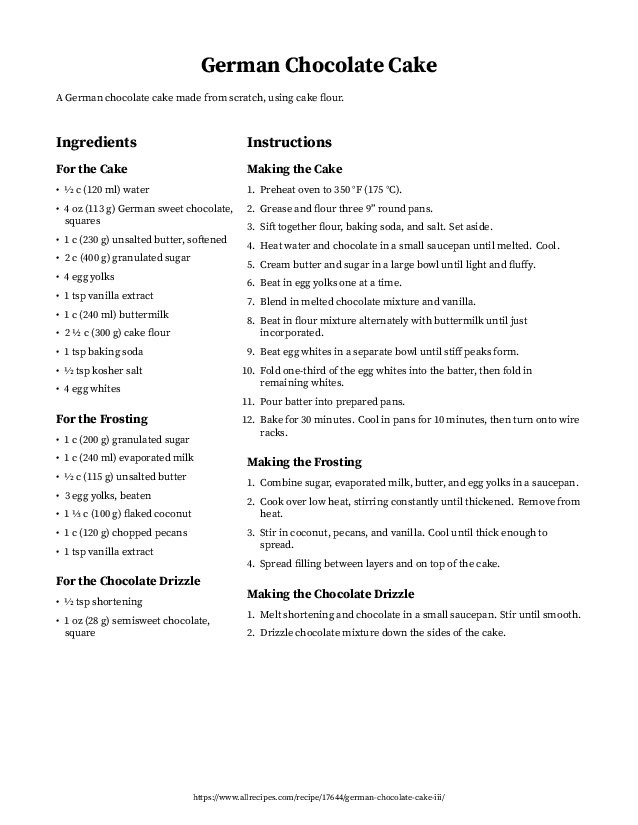 German Chocolate Cake
A German chocolate cake made from scratch, using cake flour.
Ingredients
For the Cake
• ½ c (120 ml) water
• 4 oz (113 g) German sweet chocolate,
squares
• 1 c (230 g) unsalted butter, softened
• 2 c (400 g) granulated sugar
• 4 egg yolks
• 1 tsp vanilla extract
• 1 c (240 ml) buttermilk
• 2 ½ c (300 g) cake flour
• 1 tsp baking soda
• ½ tsp kosher salt
• 4 egg whites
For the Frosting
• 1 c (200 g) granulated sugar
• 1 c (240 ml) evaporated milk
• ½ c (115 g) unsalted butter
• 3 egg yolks, beaten
• 1 ⅓ c (100 g) flaked coconut
• 1 c (120 g) chopped pecans
• 1 tsp vanilla extract
For the Chocolate Drizzle
• ½ tsp shortening
• 1 oz (28 g) semisweet chocolate,
square
Instructions
Making the Cake
1. Preheat oven to 350 °F (175 °C).
2. Grease and flour three 9” round pans.
3. Sift together flour, baking soda, and salt. Set aside.
4. Heat water and chocolate in a small saucepan until melted. Cool.
5. Cream butter and sugar in a large bowl until light and fluffy.
6. Beat in egg yolks one at a time.
7. Blend in melted chocolate mixture and vanilla.
8. Beat in flour mixture alternately with buttermilk until just
incorporated.
9. Beat egg whites in a separate bowl until stiff peaks form.
10. Fold one-third of the egg whites into the batter, then fold in
remaining whites.
11. Pour batter into prepared pans.
12. Bake for 30 minutes. Cool in pans for 10 minutes, then turn onto wire
racks.
Making the Frosting
1. Combine sugar, evaporated milk, butter, and egg yolks in a saucepan.
2. Cook over low heat, stirring constantly until thickened. Remove from
heat.
3. Stir in coconut, pecans, and vanilla. Cool until thick enough to
spread.
4. Spread filling between layers and on top of the cake.
Making the Chocolate Drizzle
1. Melt shortening and chocolate in a small saucepan. Stir until smooth.
2. Drizzle chocolate mixture down the sides of the cake.
https://www.allrecipes.com/recipe/17644/german-chocolate-cake-iii/